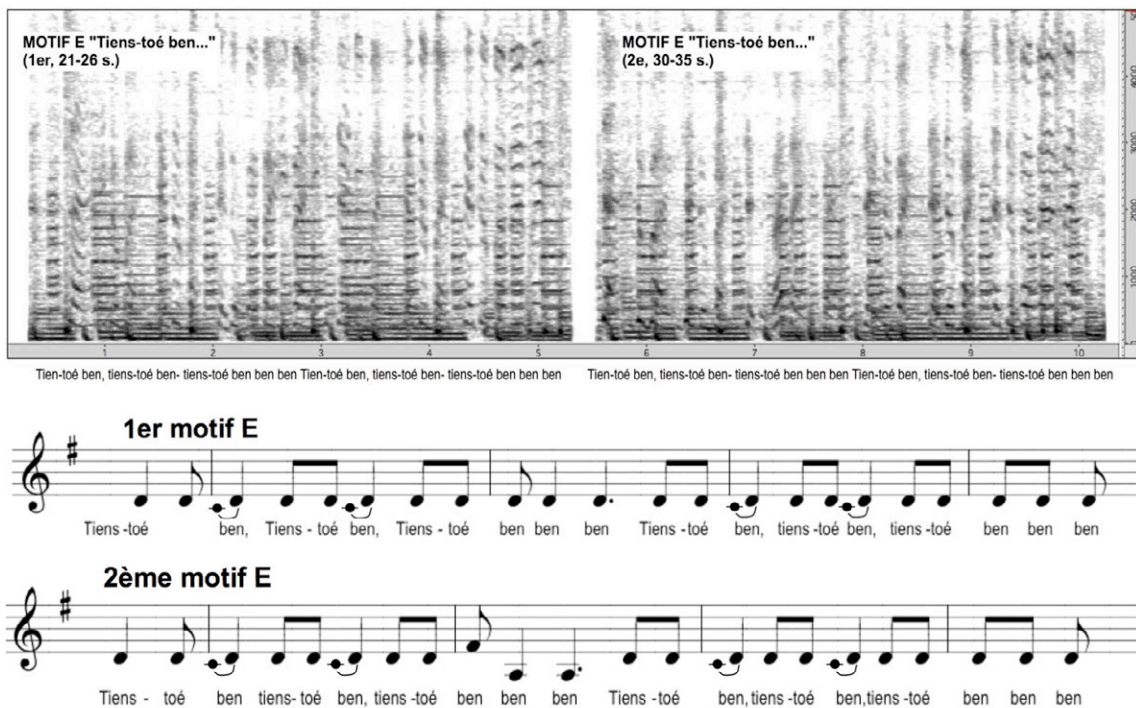 MOTIF E "Tiens-toé ben..."
(1er, 21-26 s.)
MOTIF E "Tiens-toé ben..."
(2e, 30-35 s.)
4000
3000
2000
1000
1 2 3 4 5 6 7 8 9 10
Tien-toé ben, tiens-toé ben- tiens-toé ben ben ben Tien-toé ben, tiens-toé ben- tiens-toé ben ben ben
Tien-toé ben, tiens-toé ben- tiens-toé ben ben ben Tien-toé ben, tiens-toé ben- tiens-toé ben ben ben
1er motif E
Tiens -toé ben, Tiens - toé ben, Tiens - toé ben ben ben Tiens-toé ben, tiens-toé ben, tiens-toé ben ben ben
2ème motif E
Tiens - toé ben tiens- toé ben, tiens -toé ben ben ben Tiens -toé ben, tiens-toé ben,tiens-toé ben ben ben